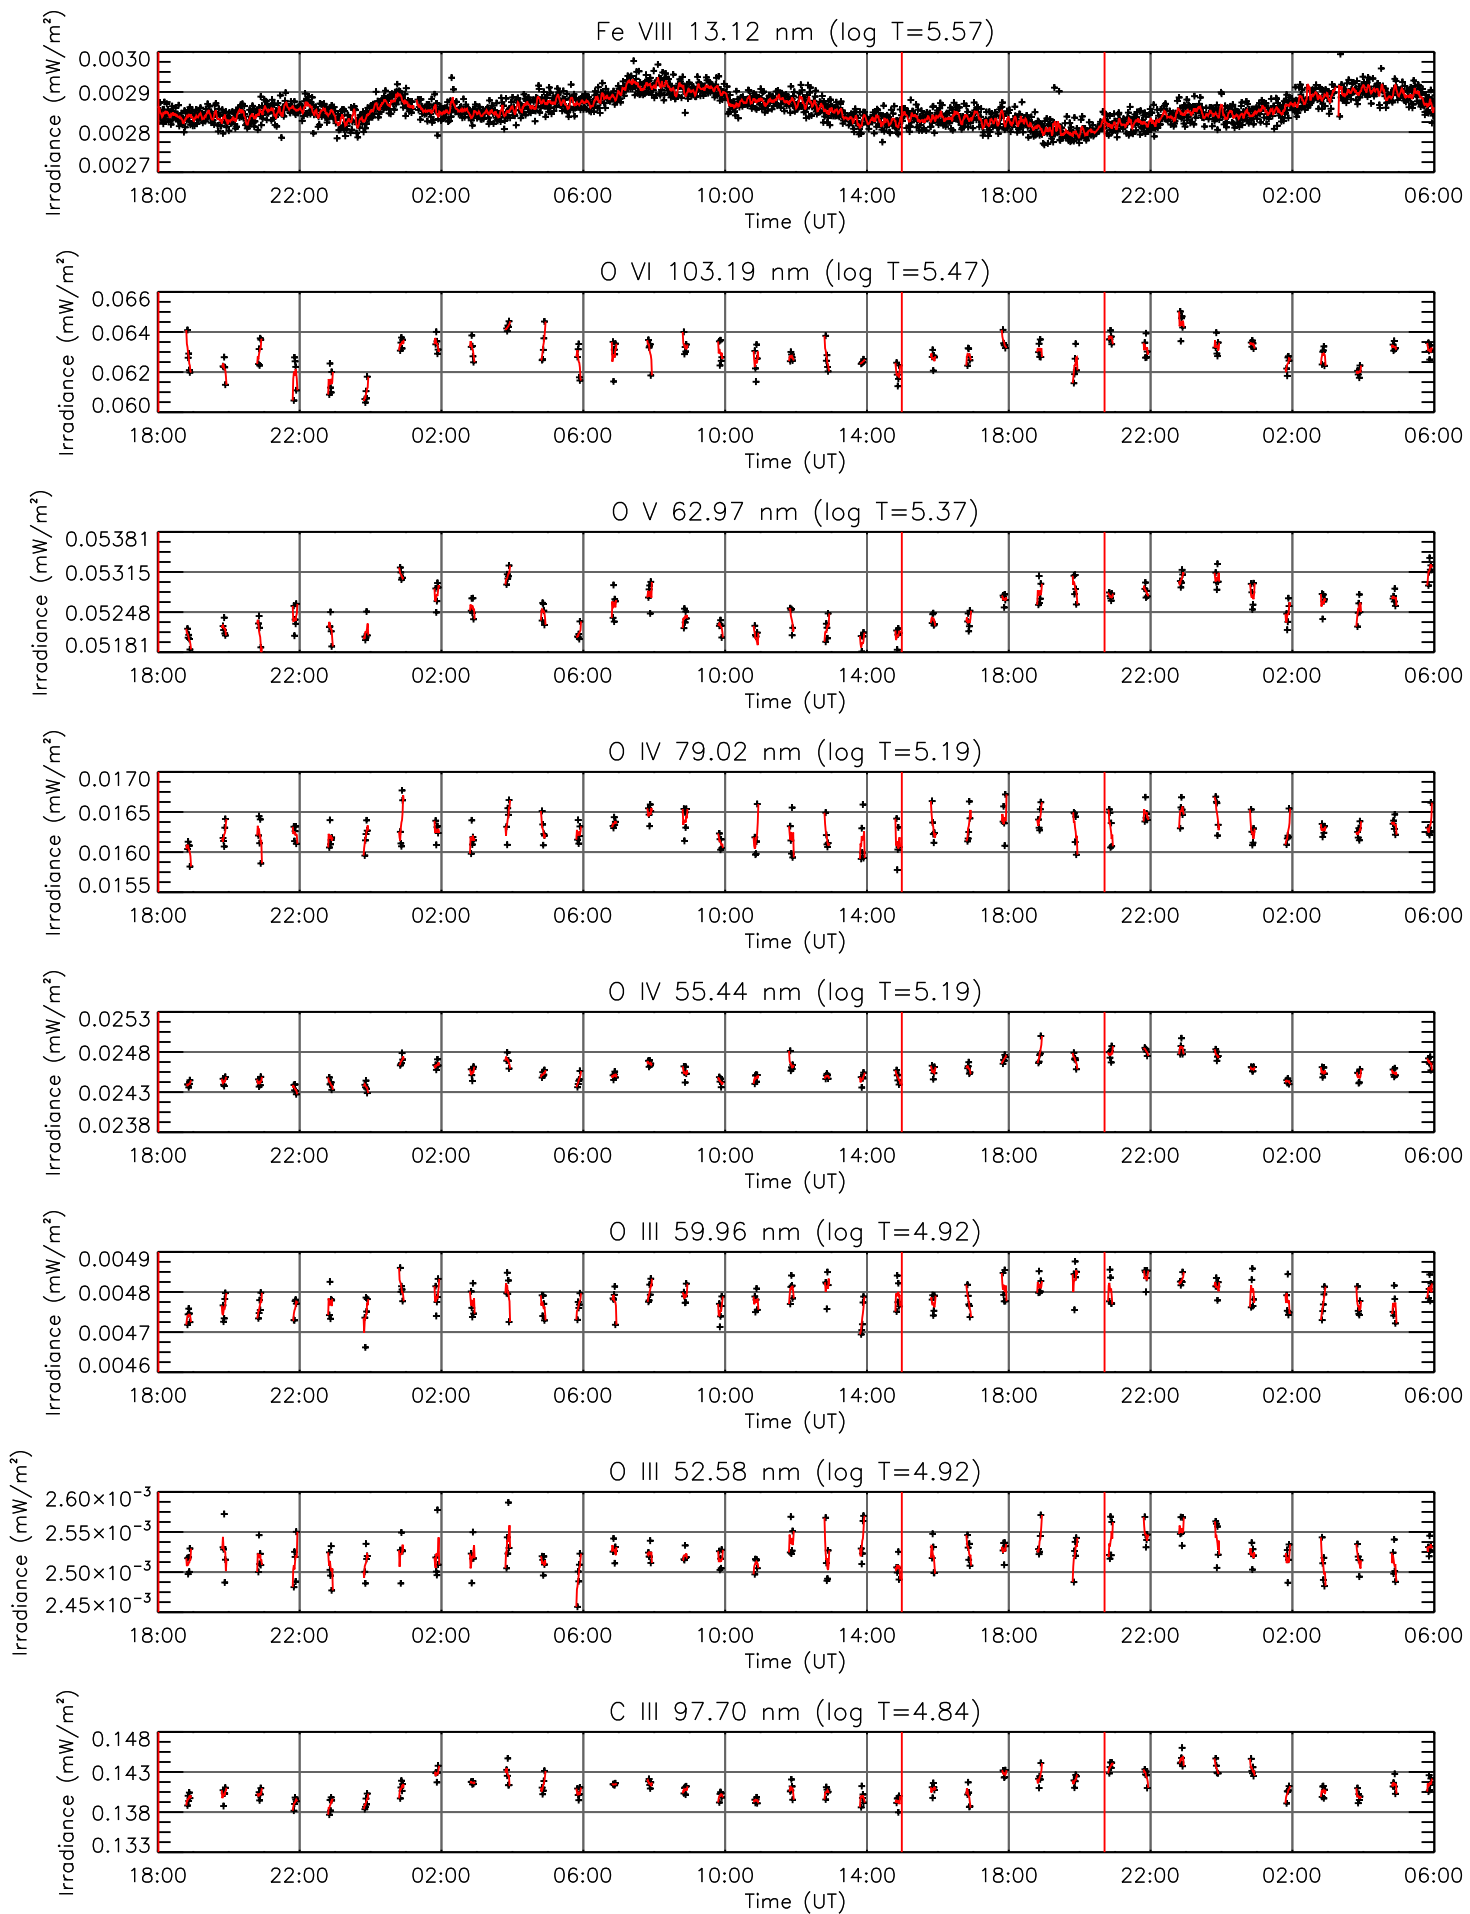 Fe VIII 13.12 nm (log T=5.57)
Irradiance (mW/m²)
0.0030
0.0029
0.0028
0.0027
18:00 22:00 02:00 06:00 10:00 14:00 18:00 22:00 02:00 06:00
Time (UT)
O VI 103.19 nm (log T=5.47)
Irradiance (mW/m²)
0.066
0.064
0.062
0.060
18:00 22:00 02:00 06:00 10:00 14:00 18:00 22:00 02:00 06:00
Time (UT)
O V 62.97 nm (log T=5.37)
Irradiance (mW/m²)
0.05381
0.05315
0.05248
0.05181
18:00 22:00 02:00 06:00 10:00 14:00 18:00 22:00 02:00 06:00
Time (UT)
O IV 79.02 nm (log T=5.19)
Irradiance (mW/m²)
0.0170
0.0165
0.0160
0.0155
18:00 22:00 02:00 06:00 10:00 14:00 18:00 22:00 02:00 06:00
Time (UT)
O IV 55.44 nm (log T=5.19)
Irradiance (mW/m²)
0.0253
0.0248
0.0243
0.0238
18:00 22:00 02:00 06:00 10:00 14:00 18:00 22:00 02:00 06:00
Time (UT)
O III 59.96 nm (log T=4.92)
Irradiance (mW/m²)
0.0049
0.0048
0.0047
0.0046
18:00 22:00 02:00 06:00 10:00 14:00 18:00 22:00 02:00 06:00
Time (UT)
O III 52.58 nm (log T=4.92)
Irradiance (mW/m²)
2.60×10⁻³
2.55×10⁻³
2.50×10⁻³
2.45×10⁻³
18:00 22:00 02:00 06:00 10:00 14:00 18:00 22:00 02:00 06:00
Time (UT)
C III 97.70 nm (log T=4.84)
Irradiance (mW/m²)
0.148
0.143
0.138
0.133
18:00 22:00 02:00 06:00 10:00 14:00 18:00 22:00 02:00 06:00
Time (UT)